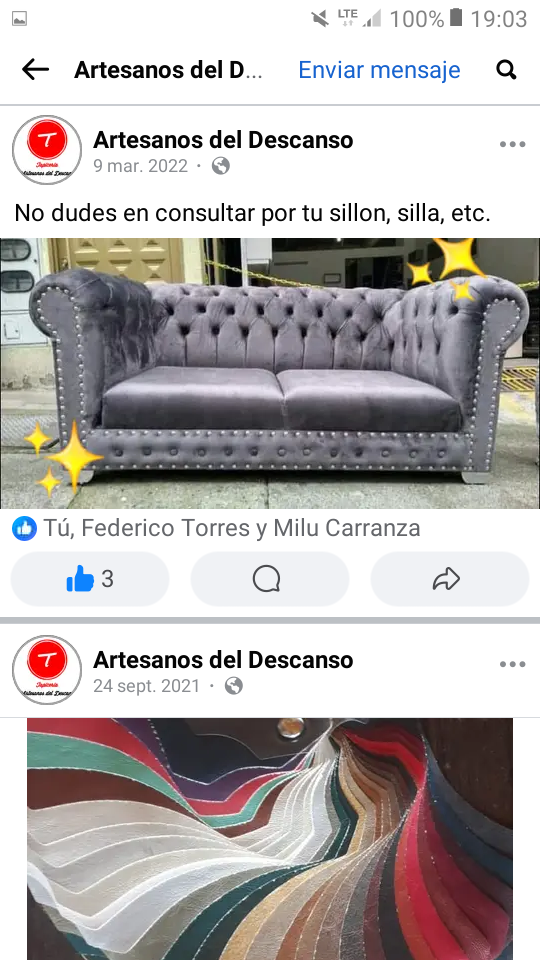 LTE 100% 19:03
Artesanos del D... Enviar mensaje
T
Tapicería
Artesanos del Descan
Artesanos del Descanso
9 mar. 2022 ·
No dudes en consultar por tu sillon, silla, etc.
Tú, Federico Torres y Milu Carranza
3
T
Tapicería
Artesanos del Descan
Artesanos del Descanso
24 sept. 2021 ·